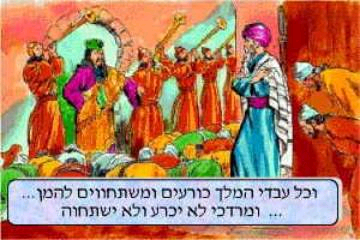 וכל עבדי המלך כורעים ומשתחווים להמן...
... ומרדכי לא יכרע ולא ישתחוה